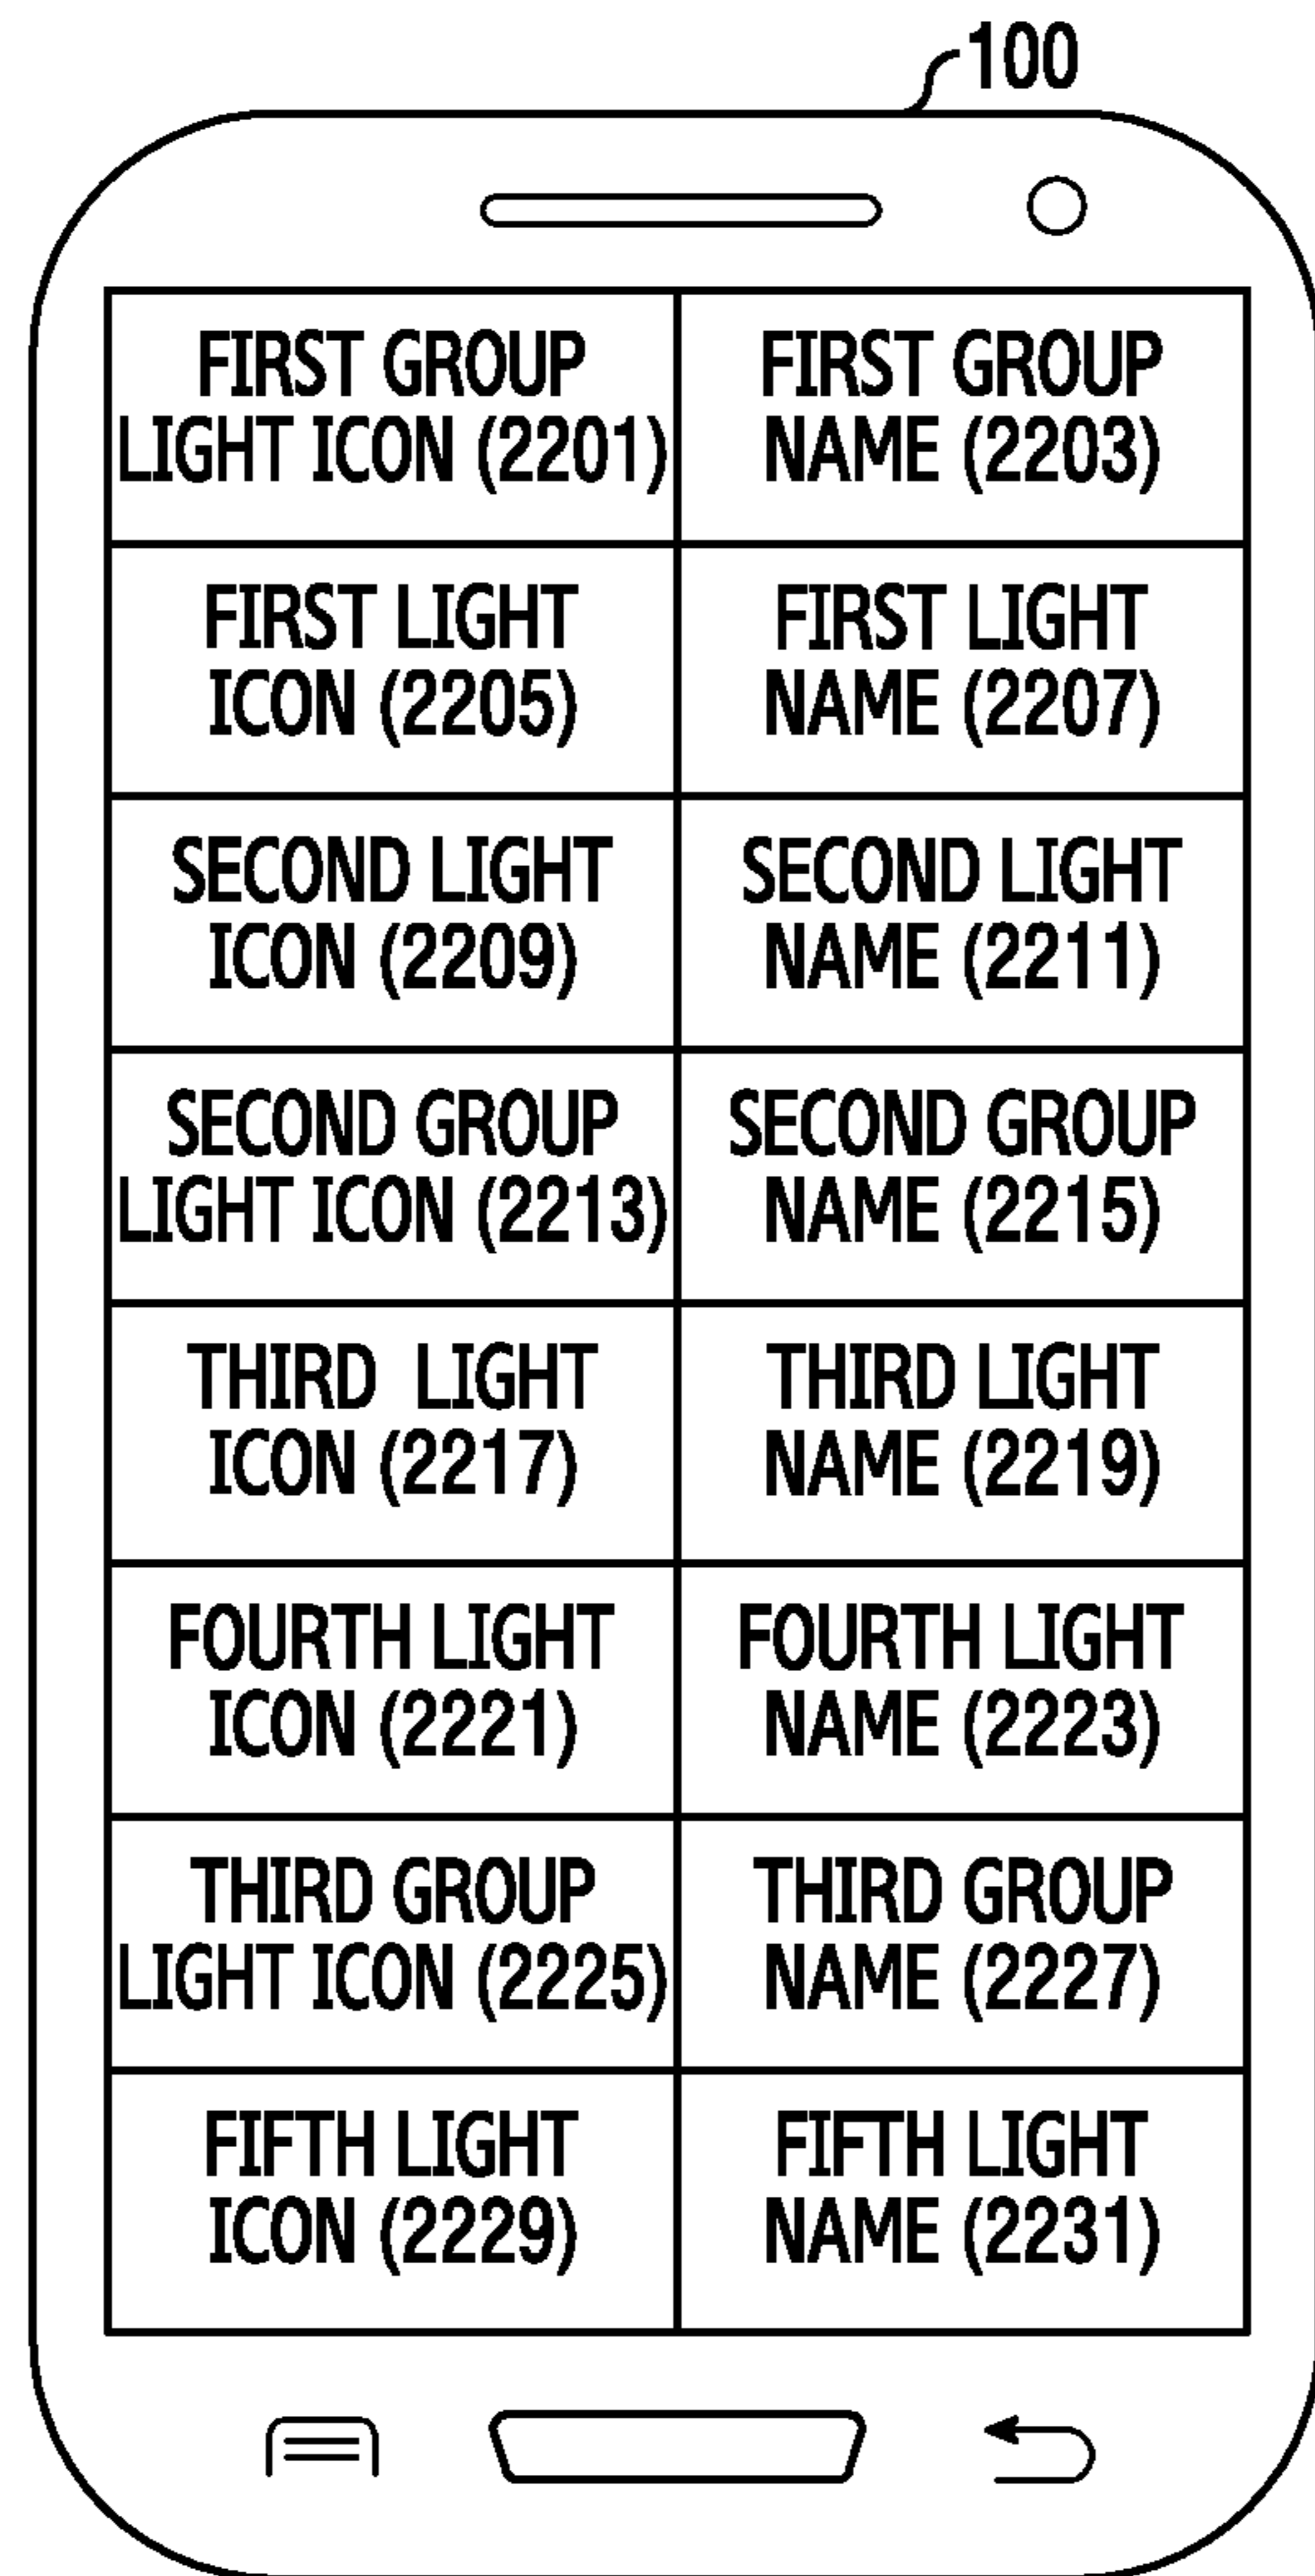 100
FIRST GROUP
LIGHT ICON (2201)
FIRST GROUP
NAME (2203)
FIRST LIGHT
ICON (2205)
FIRST LIGHT
NAME (2207)
SECOND LIGHT
ICON (2209)
SECOND LIGHT
NAME (2211)
SECOND GROUP
LIGHT ICON (2213)
SECOND GROUP
NAME (2215)
THIRD LIGHT
ICON (2217)
THIRD LIGHT
NAME (2219)
FOURTH LIGHT
ICON (2221)
FOURTH LIGHT
NAME (2223)
THIRD GROUP
LIGHT ICON (2225)
THIRD GROUP
NAME (2227)
FIFTH LIGHT
ICON (2229)
FIFTH LIGHT
NAME (2231)